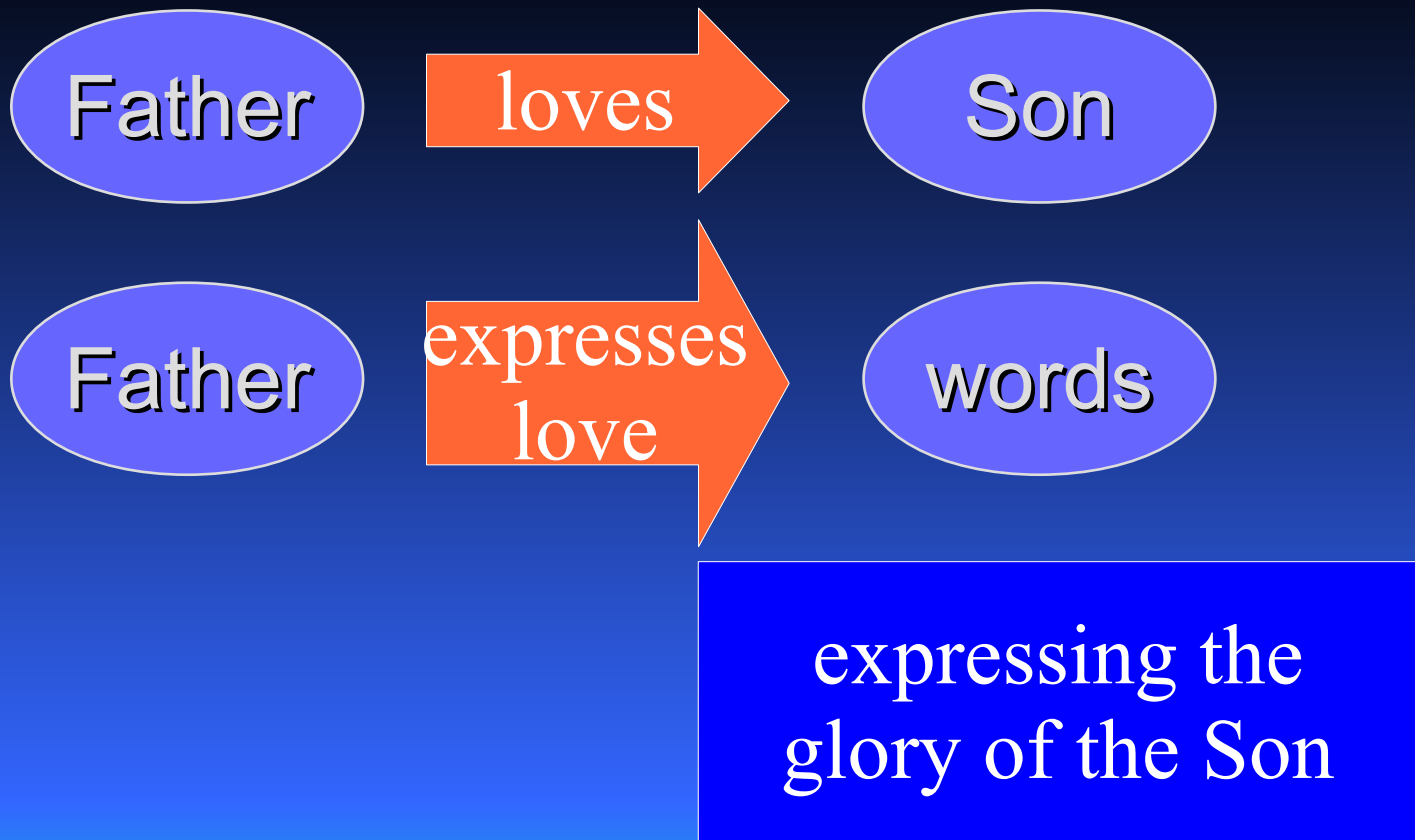 Father loves Son
Father expresses love words
expressing the
glory of the Son